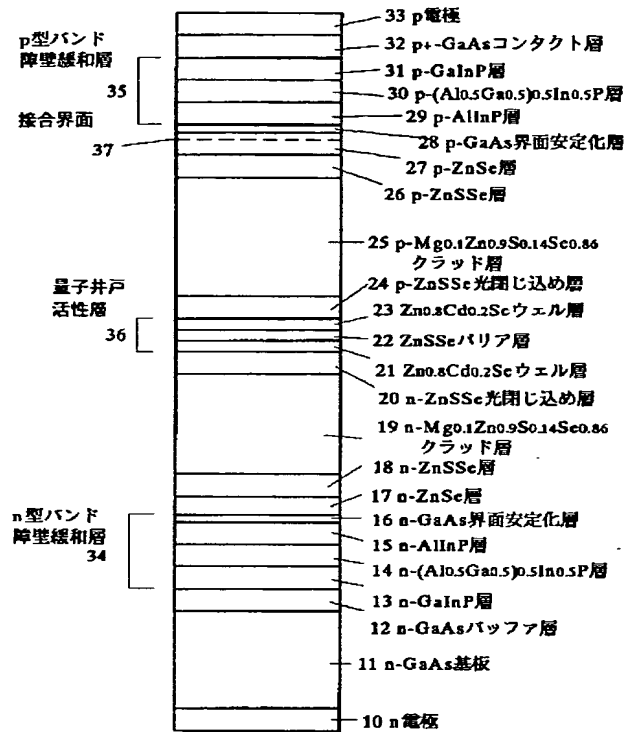 33 p電極
32 p+-GaAsコンタクト層
p型バンド
障壁緩和層
35
31 p-GaInP層
30 p-(Al0.5Ga0.5)0.5In0.5P層
29 p-AlInP層
接合界面
37
28 p-GaAs界面安定化層
27 p-ZnSe層
26 p-ZnSSe層
25 p-Mg0.1Zn0.9S0.14Se0.86
クラッド層
24 p-ZnSSe光閉じ込め層
量子井戸
活性層
36
23 Zn0.8Cd0.2Seウェル層
22 ZnSSeバリア層
21 Zn0.8Cd0.2Seウェル層
20 n-ZnSSe光閉じ込め層
19 n-Mg0.1Zn0.9S0.14Se0.86
クラッド層
18 n-ZnSSe層
17 n-ZnSe層
n型バンド
障壁緩和層
34
16 n-GaAs界面安定化層
15 n-AlInP層
14 n-(Al0.5Ga0.5)0.5In0.5P層
13 n-GaInP層
12 n-GaAsバッファ層
11 n-GaAs基板
10 n電極